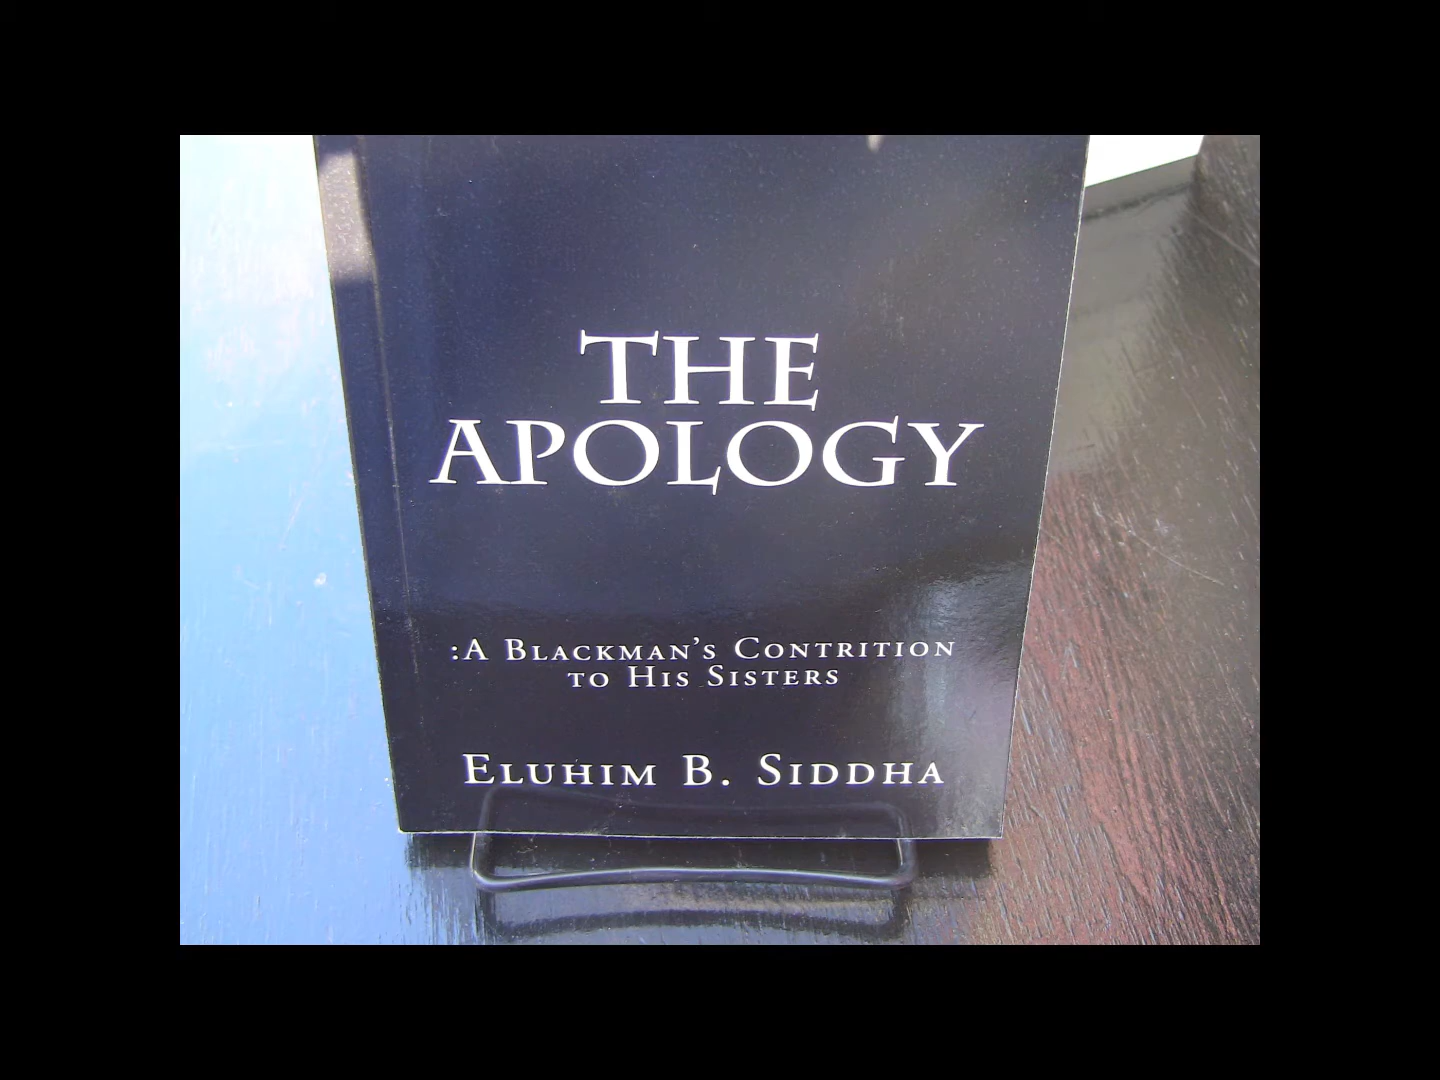 THE
APOLOGY
:A BLACKMAN'S CONTRITION
TO HIS SISTERS
ELUHIM B. SIDDHA